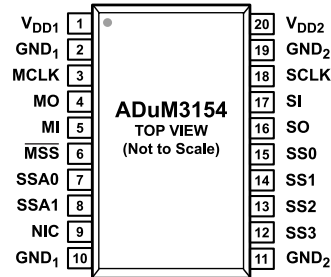 VDD1 1 20 VDD2
GND1 2 19 GND2
MCLK 3 18 SCLK
MO 4 17 SI
MI 5 16 SO
M̅S̅S̅ 6 15 SS0
SSA0 7 14 SS1
SSA1 8 13 SS2
NIC 9 12 SS3
GND1 10 11 GND2
ADuM3154
TOP VIEW
(Not to Scale)